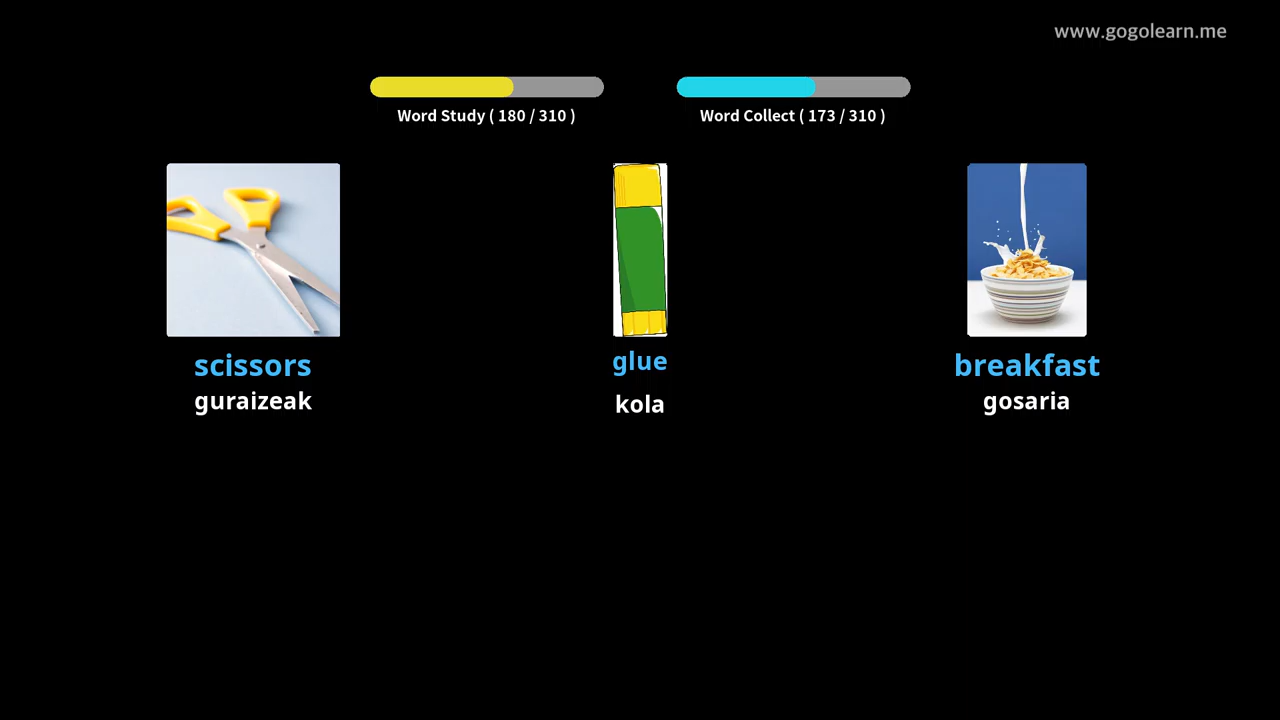 www.gogolearn.me
Word Study ( 180 / 310 )
Word Collect ( 173 / 310 )
scissors
guraizeak
glue
kola
breakfast
gosaria